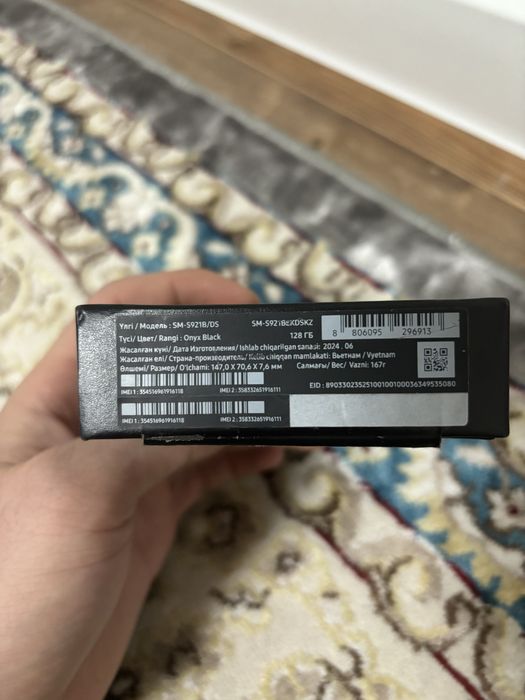 Үлгі / Модель : SM-S921B/DS
SM-S921BZKDSKZ
8 806095 296913
Түсі / Цвет / Rangi : Onyx Black
128 ГБ
Жасалған күні / Дата Изготовления / Ishlab chiqarilgan sanasi: 2024. 06
Жасалған елі / Страна-производитель / Kelib chiqqan mamlakati: Вьетнам / Vyetnam
Өлшемі / Размер / O'lchami: 147,0 X 70,6 X 7,6 мм
Салмағы / Вес / Vazni: 167г
IMEI 1 : 354516961916118
IMEI 2 : 358332651916111
EID : 89033023525100100100036349535080
IMEI 1 : 354516961916118
IMEI 2 : 358332651916111